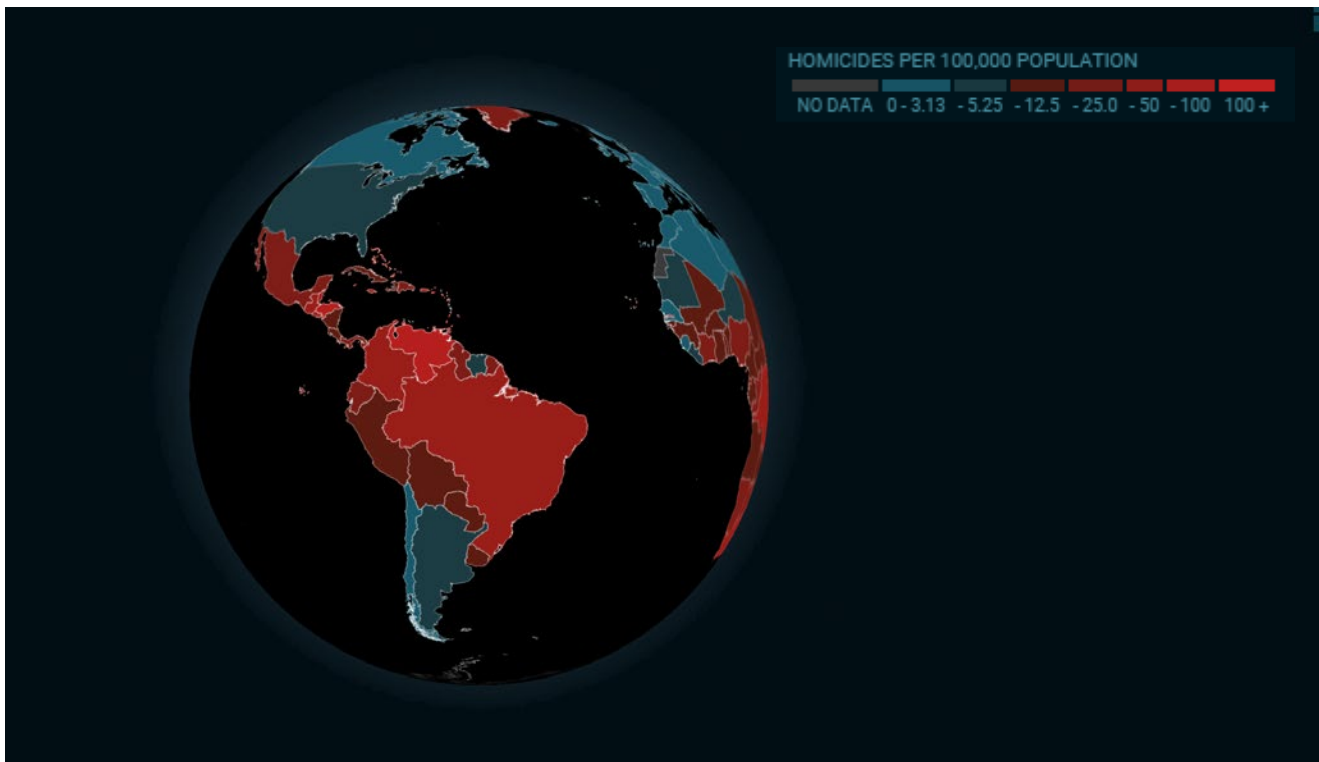 HOMICIDES PER 100,000 POPULATION
NO DATA 0 - 3.13 - 5.25 - 12.5 - 25.0 - 50 - 100 100 +